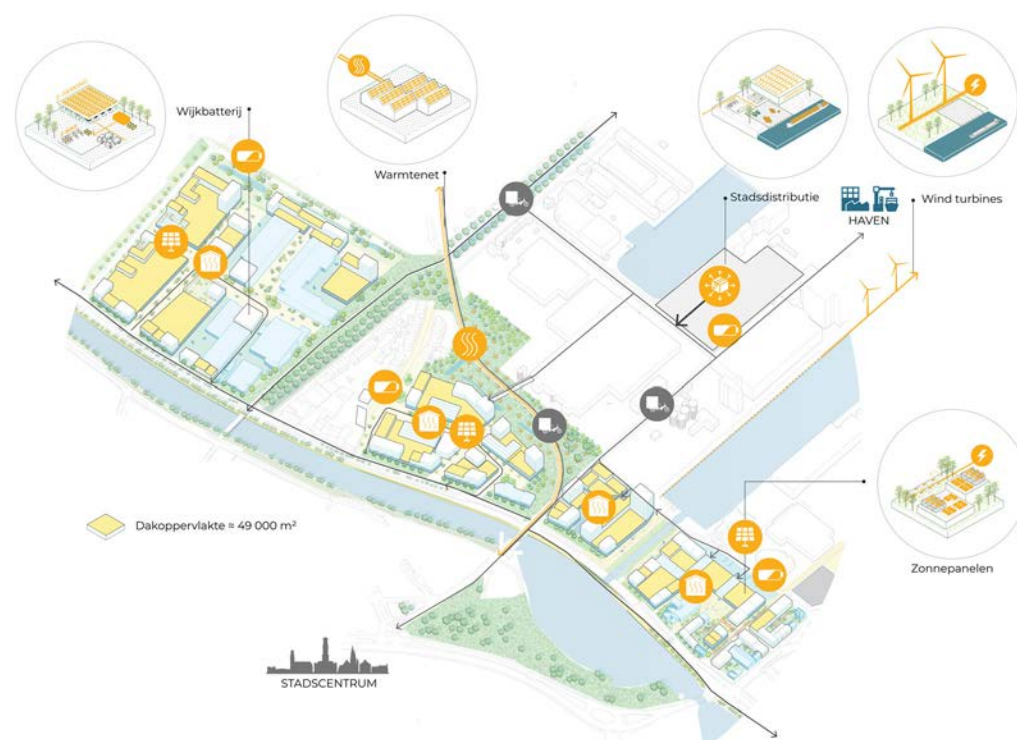 Wijkbatterij
Warmtenet
Stadsdistributie
HAVEN
Wind turbines
Dakoppervlakte ≈ 49 000 m²
Zonnepanelen
STADSCENTRUM